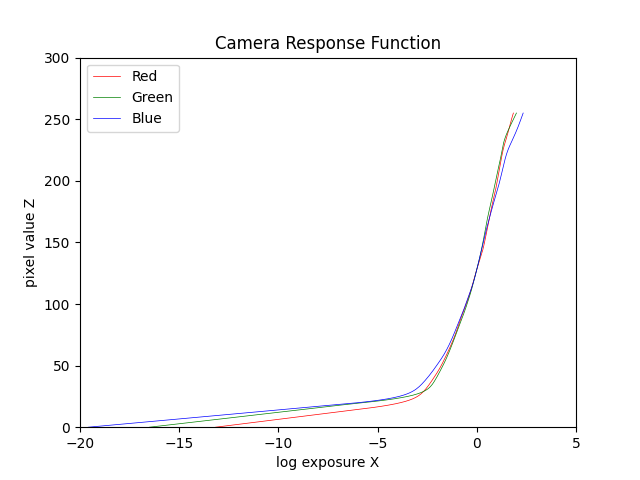 Camera Response Function
300
250
200
150
100
50
0
pixel value Z
Red
Green
Blue
−20
−15
−10
−5
0
5
log exposure X